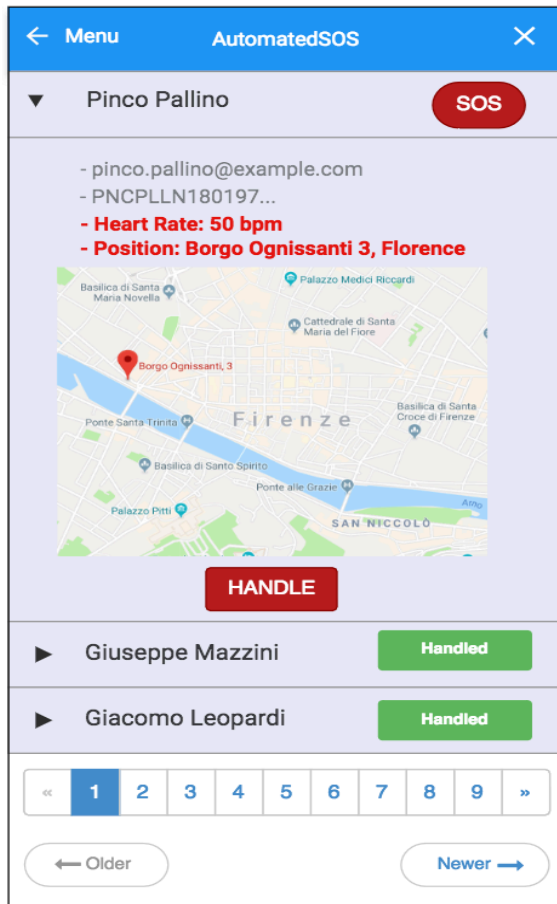 ← Menu
AutomatedSOS
▼ Pinco Pallino
SOS
- pinco.pallino@example.com
- PNCPLLN180197...
- Heart Rate: 50 bpm
- Position: Borgo Ognissanti 3, Florence
Basilica di Santa
Maria Novella
Palazzo Medici Riccardi
Cattedrale di Santa
Maria del Fiore
Borgo Ognissanti, 3
Ponte Santa Trinita
Firenze
Basilica di Santa
Croce di Firenze
Basilica di Santo Spirito
Ponte alle Grazie
Palazzo Pitti
Arno
SAN NICCOLÒ
HANDLE
► Giuseppe Mazzini
Handled
► Giacomo Leopardi
Handled
« 1 2 3 4 5 6 7 8 9 »
← Older
Newer →